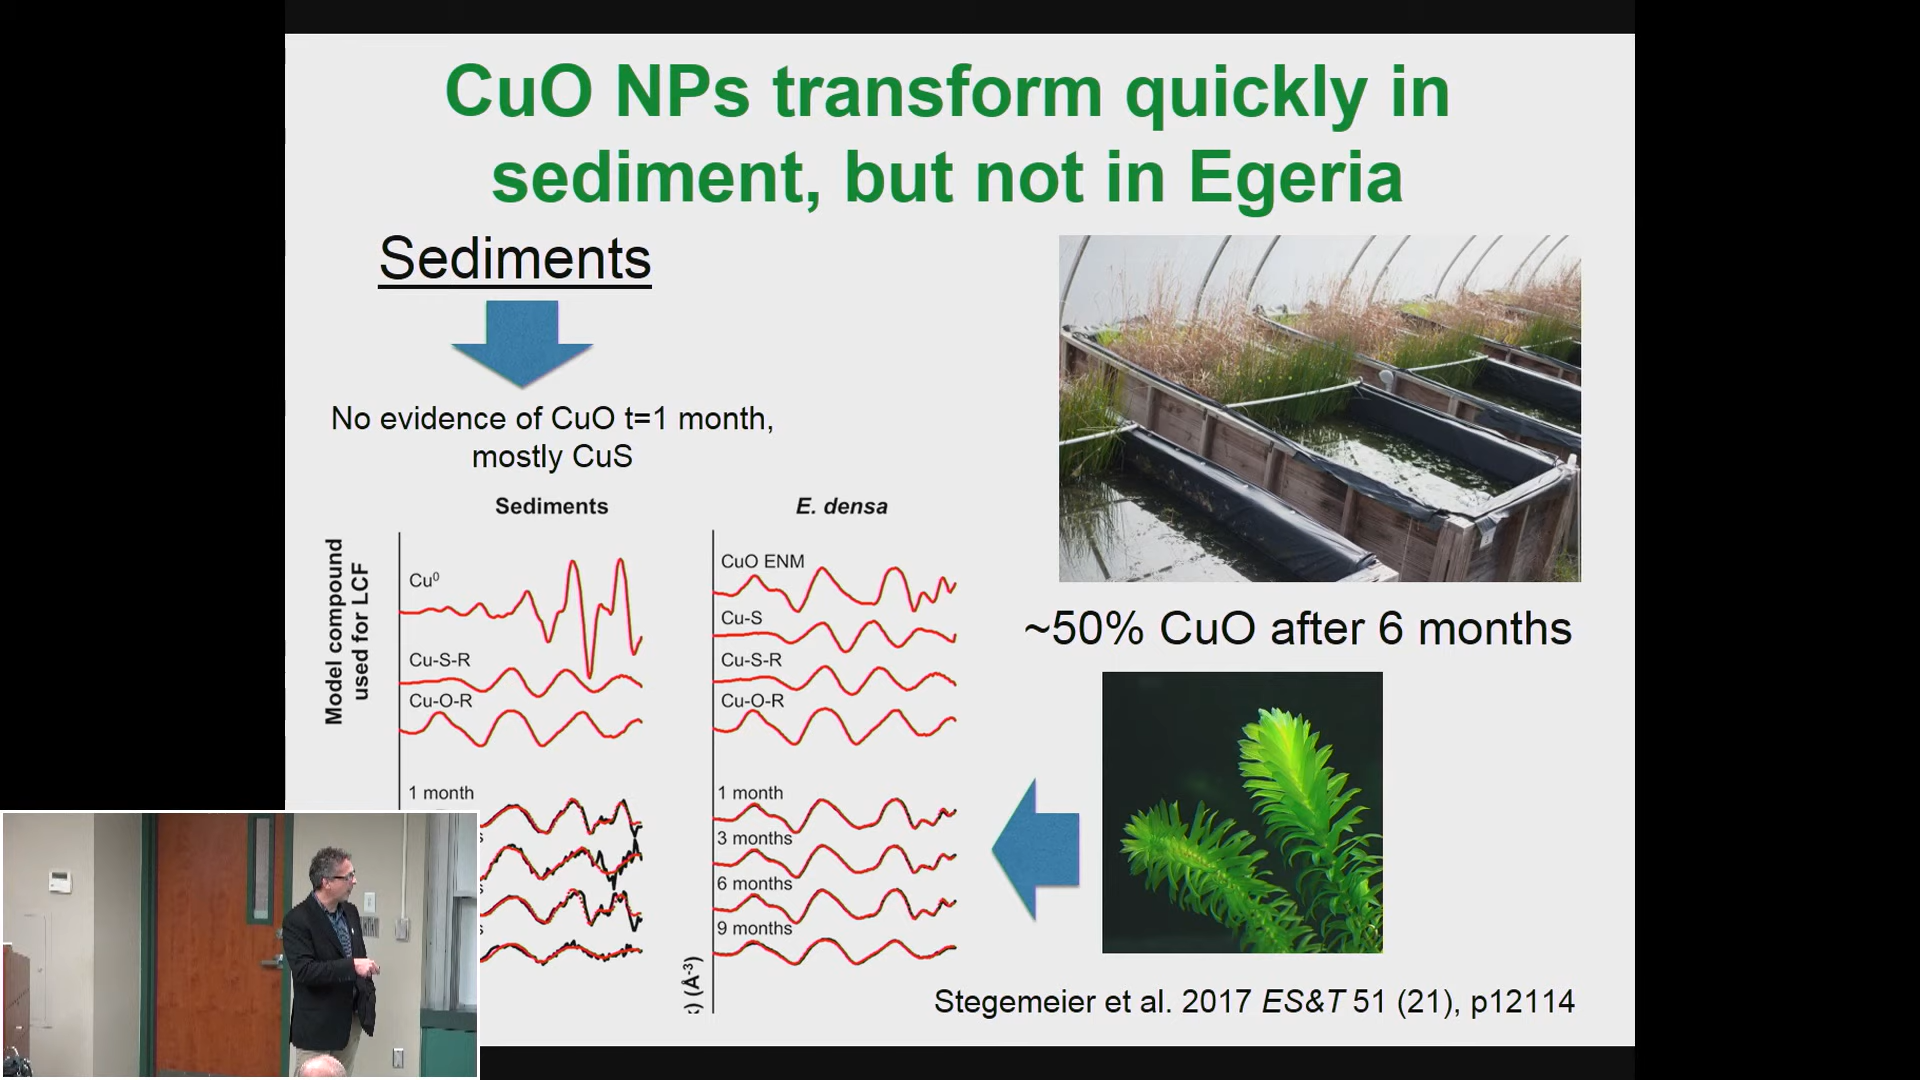 CuO NPs transform quickly in
sediment, but not in Egeria
Sediments
No evidence of CuO t=1 month,
mostly CuS
Sediments
E. densa
Model compound
used for LCF
Cu⁰
Cu-S-R
Cu-O-R
1 month
s
s
s
CuO ENM
Cu-S
Cu-S-R
Cu-O-R
1 month
3 months
6 months
9 months
) (Å⁻³)
~50% CuO after 6 months
Stegemeier et al. 2017 ES&T 51 (21), p12114